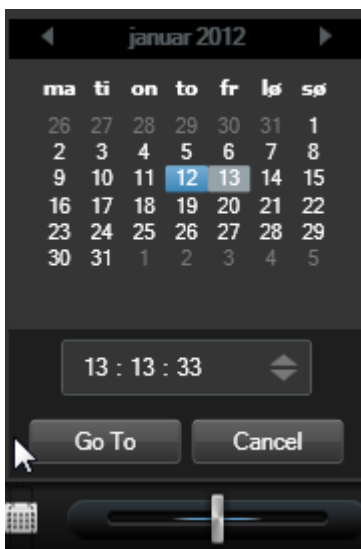 januar 2012
ma ti on to fr lø sø
26 27 28 29 30 31 1
2 3 4 5 6 7 8
9 10 11 12 13 14 15
16 17 18 19 20 21 22
23 24 25 26 27 28 29
30 31 1 2 3 4 5
13 : 13 : 33
Go To Cancel